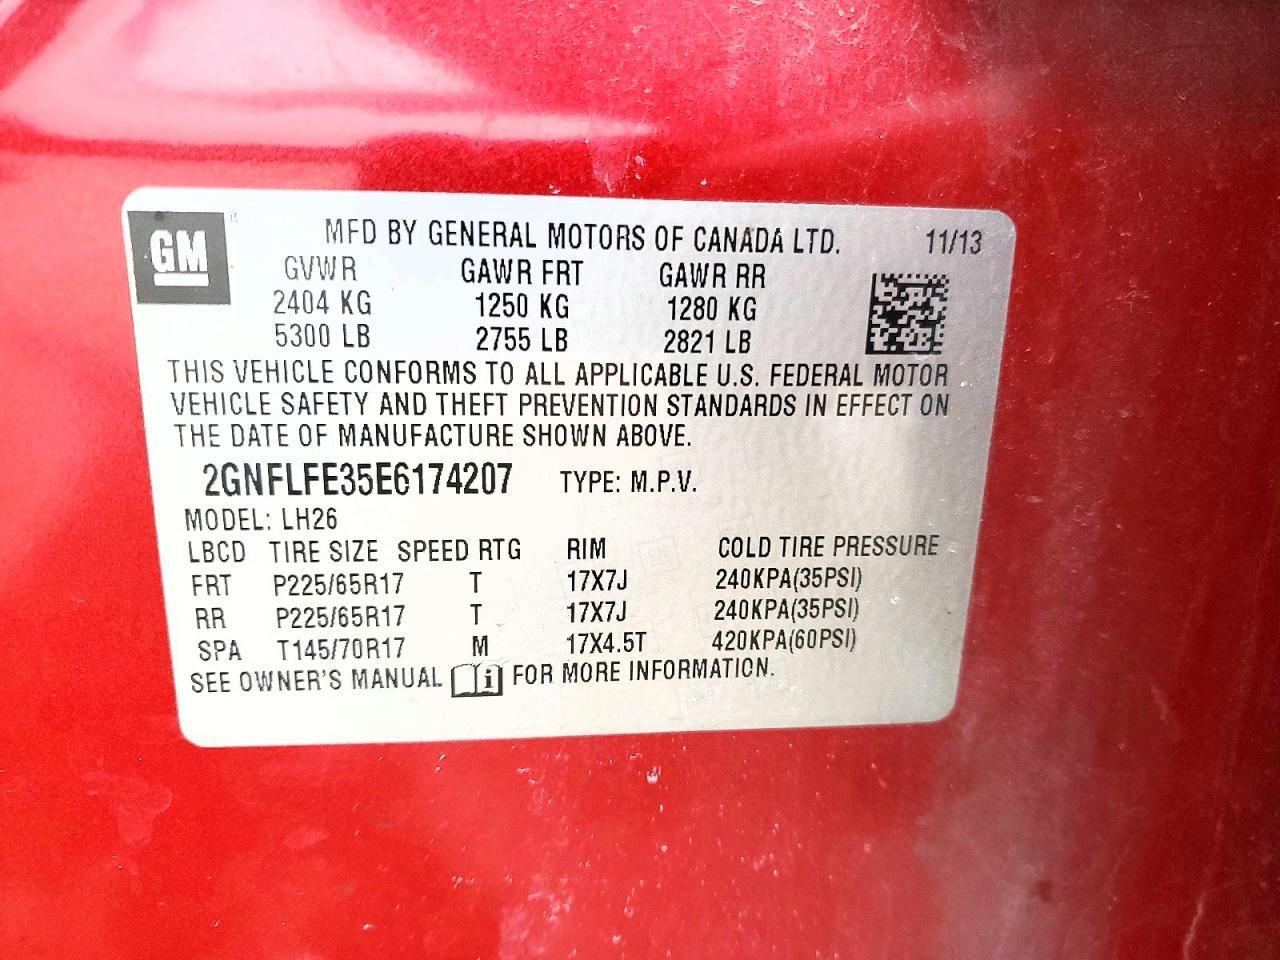 GM
MFD BY GENERAL MOTORS OF CANADA LTD. 11/13
GVWR GAWR FRT GAWR RR
2404 KG 1250 KG 1280 KG
5300 LB 2755 LB 2821 LB
THIS VEHICLE CONFORMS TO ALL APPLICABLE U.S. FEDERAL MOTOR
VEHICLE SAFETY AND THEFT PREVENTION STANDARDS IN EFFECT ON
THE DATE OF MANUFACTURE SHOWN ABOVE.
2GNFLFE35E6174207 TYPE: M.P.V.
MODEL: LH26
LBCD TIRE SIZE SPEED RTG RIM COLD TIRE PRESSURE
FRT P225/65R17 T 17X7J 240KPA(35PSI)
RR P225/65R17 T 17X7J 240KPA(35PSI)
SPA T145/70R17 M 17X4.5T 420KPA(60PSI)
SEE OWNER'S MANUAL i FOR MORE INFORMATION.